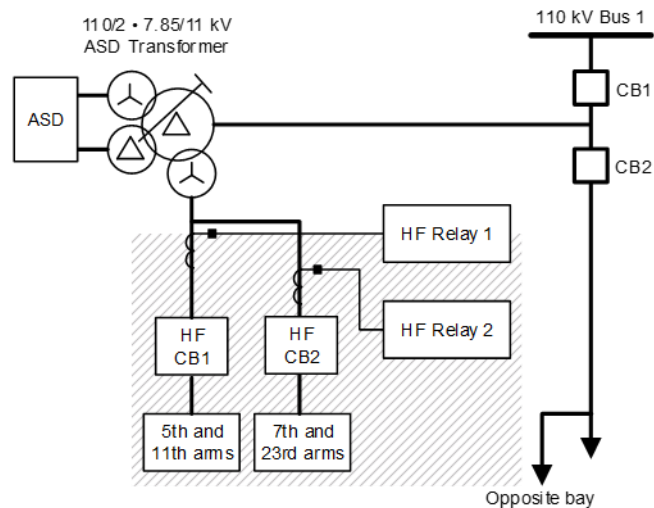 110/2 • 7.85/11 kV
ASD Transformer
110 kV Bus 1
CB1
ASD
CB2
HF Relay 1
HF Relay 2
HF
CB1
HF
CB2
5th and
11th arms
7th and
23rd arms
Opposite bay